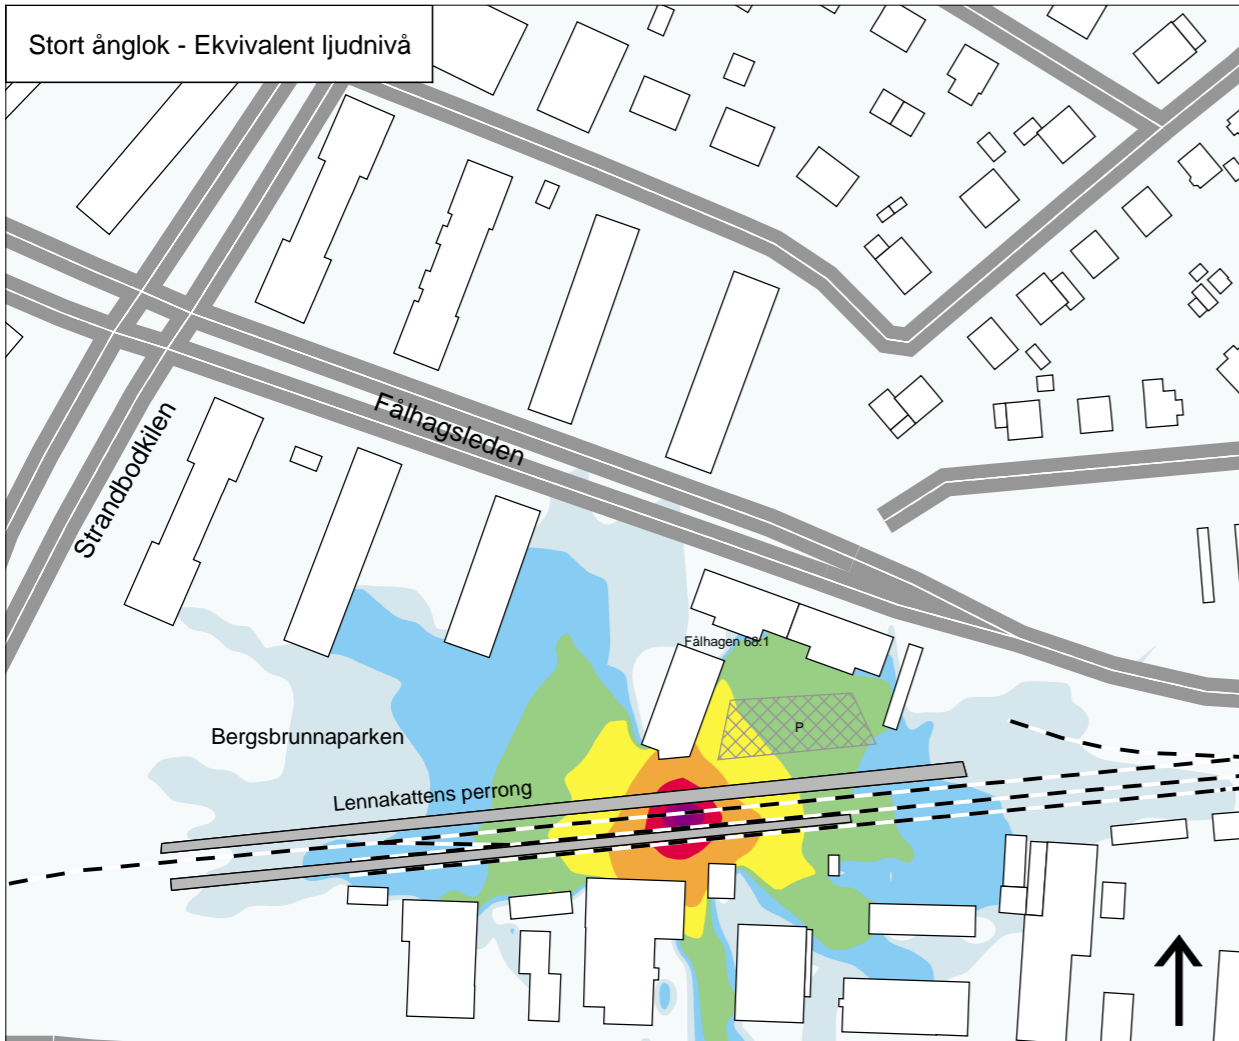 Stort ånglok - Ekvivalent ljudnivå
Fålhagsleden
Strandbodkilen
Fålhagen 68:1
P
Bergsbrunnaparken
Lennakattens perrong